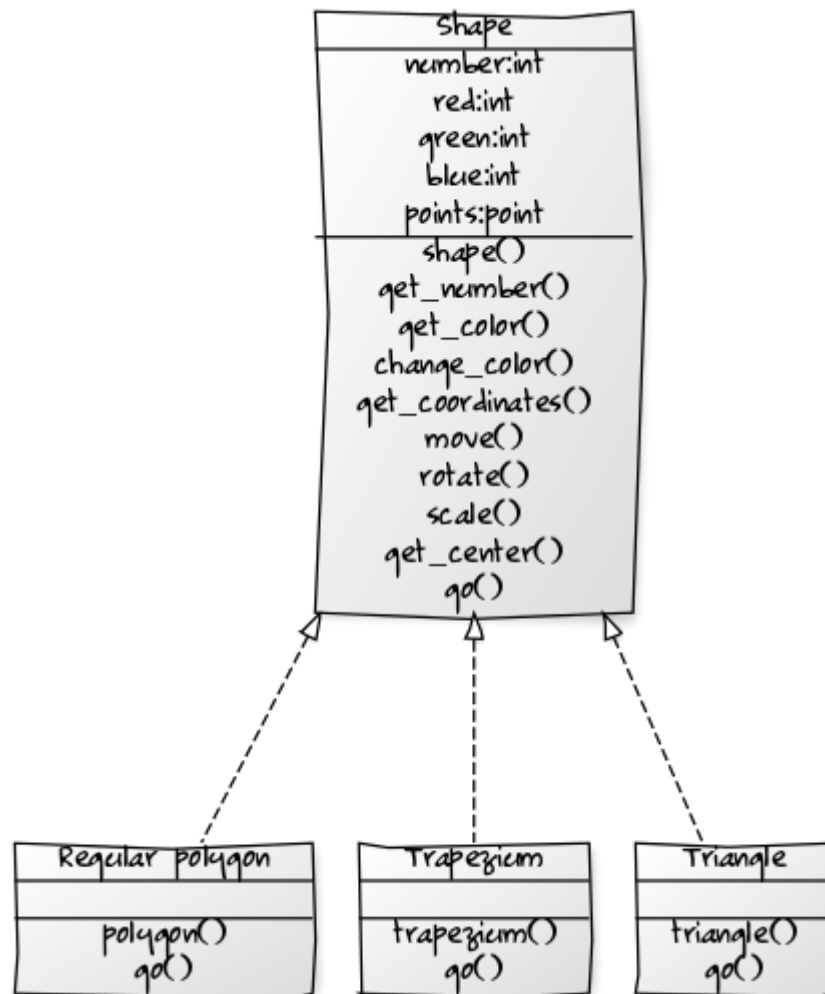 Shape
number:int
red:int
green:int
blue:int
points:point
shape()
get_number()
get_color()
change_color()
get_coordinates()
move()
rotate()
scale()
get_center()
go()
Regular polygon
polygon()
go()
Trapezium
trapezium()
go()
Triangle
triangle()
go()